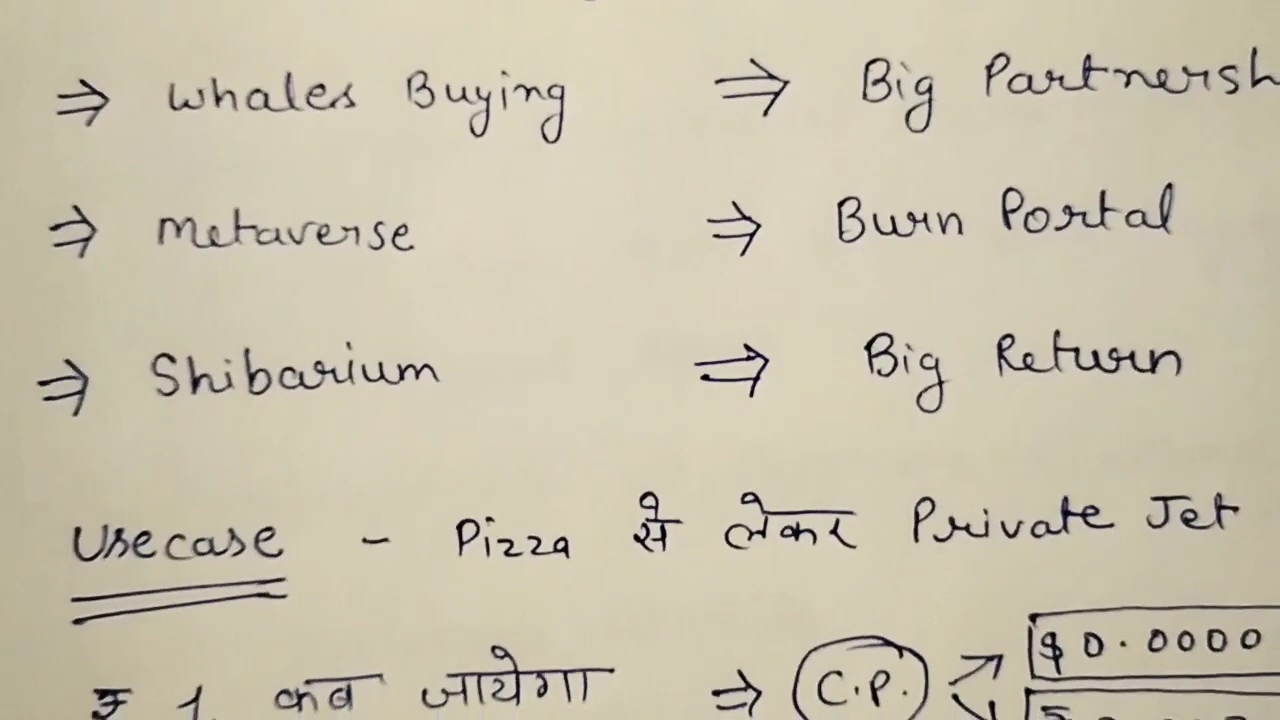 ⇒ Whales Buying ⇒ Big Partnersh
⇒ Metaverse ⇒ Burn Portal
⇒ Shibarium ⇒ Big Return
Usecase - Pizza से लेकर Private Jet
₹ 1 कब जायेगा ⇒ C.P. $0.0000